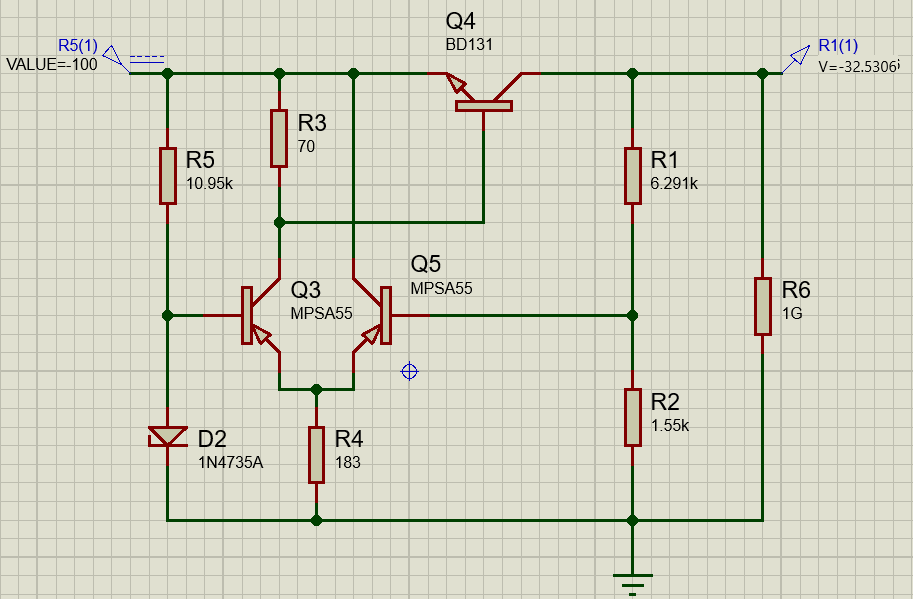 Q4
BD131
R5(1)
VALUE=-100
R1(1)
V=-32.5306
R3
70
R5
10.95k
R1
6.291k
Q5
MPSA55
Q3
MPSA55
R6
1G
R2
1.55k
D2
1N4735A
R4
183